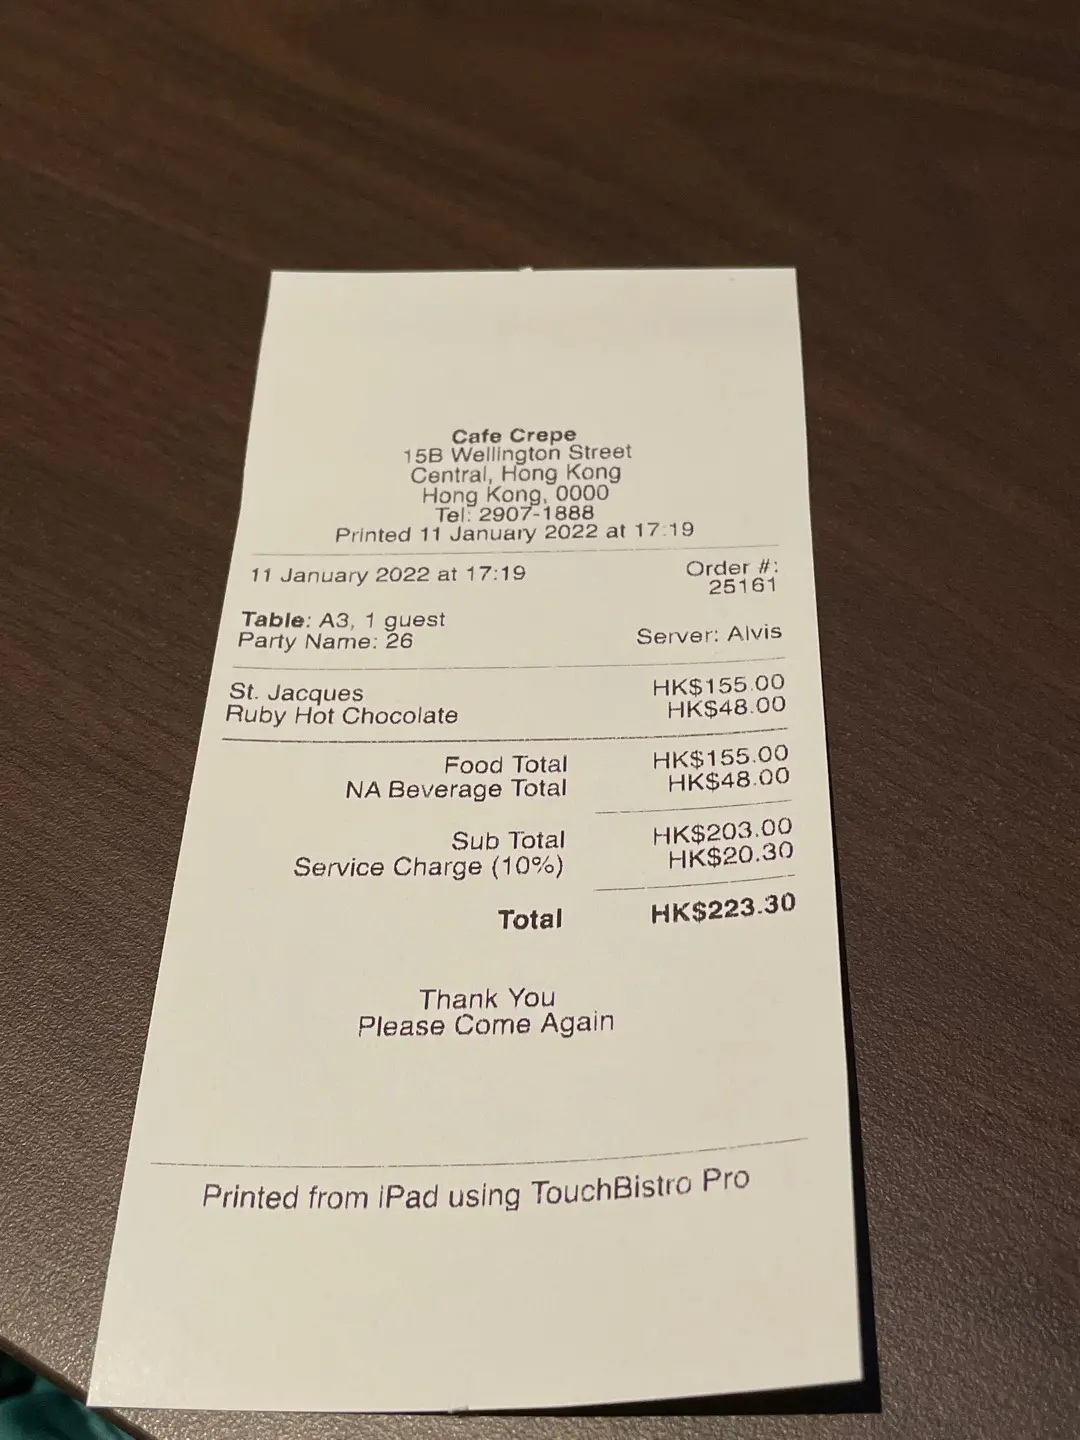 Cafe Crepe
15B Wellington Street
Central, Hong Kong
Hong Kong, 0000
Tel: 2907-1888
Printed 11 January 2022 at 17:19
11 January 2022 at 17:19 Order #:
25161
Table: A3, 1 guest
Party Name: 26 Server: Alvis
St. Jacques HK$155.00
Ruby Hot Chocolate HK$48.00
Food Total HK$155.00
NA Beverage Total HK$48.00
Sub Total HK$203.00
Service Charge (10%) HK$20.30
Total HK$223.30
Thank You
Please Come Again
Printed from iPad using TouchBistro Pro